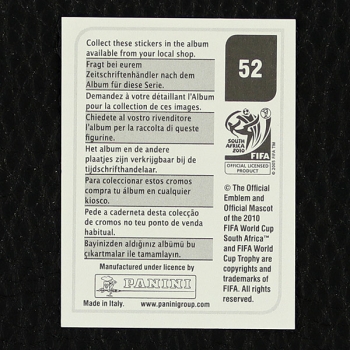 Collect these stickers in the album
available from your local shop.
Fragt bei eurem
Zeitschriftenhändler nach dem
Album für diese Serie.
Demandez à votre détaillant l'Album
pour la collection de ces images.
Chiedete al vostro rivenditore
l'album per la raccolta di queste
figurine.
Het album en de andere
plaatjes zijn verkrijgbaar bij de
tijdschrifthandelaar.
Para coleccionar estos cromos
compra tu álbum en cualquier
kiosco.
Pede a caderneta desta colecção
de cromos no teu ponto de venda
habitual.
Bayinizden aldığınız albümü bu
çıkartmalar ile tamamlayın.
Manufactured under licence by
PANINI
Made in Italy. www.paninigroup.com
52
SOUTH AFRICA
2010
FIFA
OFFICIAL LICENSED
PRODUCT
© 2005 FIFA TM
© The Official
Emblem and
Official Mascot
of the 2010
FIFA World Cup
South Africa™
and FIFA World
Cup Trophy are
copyrights and
trademarks of
FIFA. All rights
reserved.